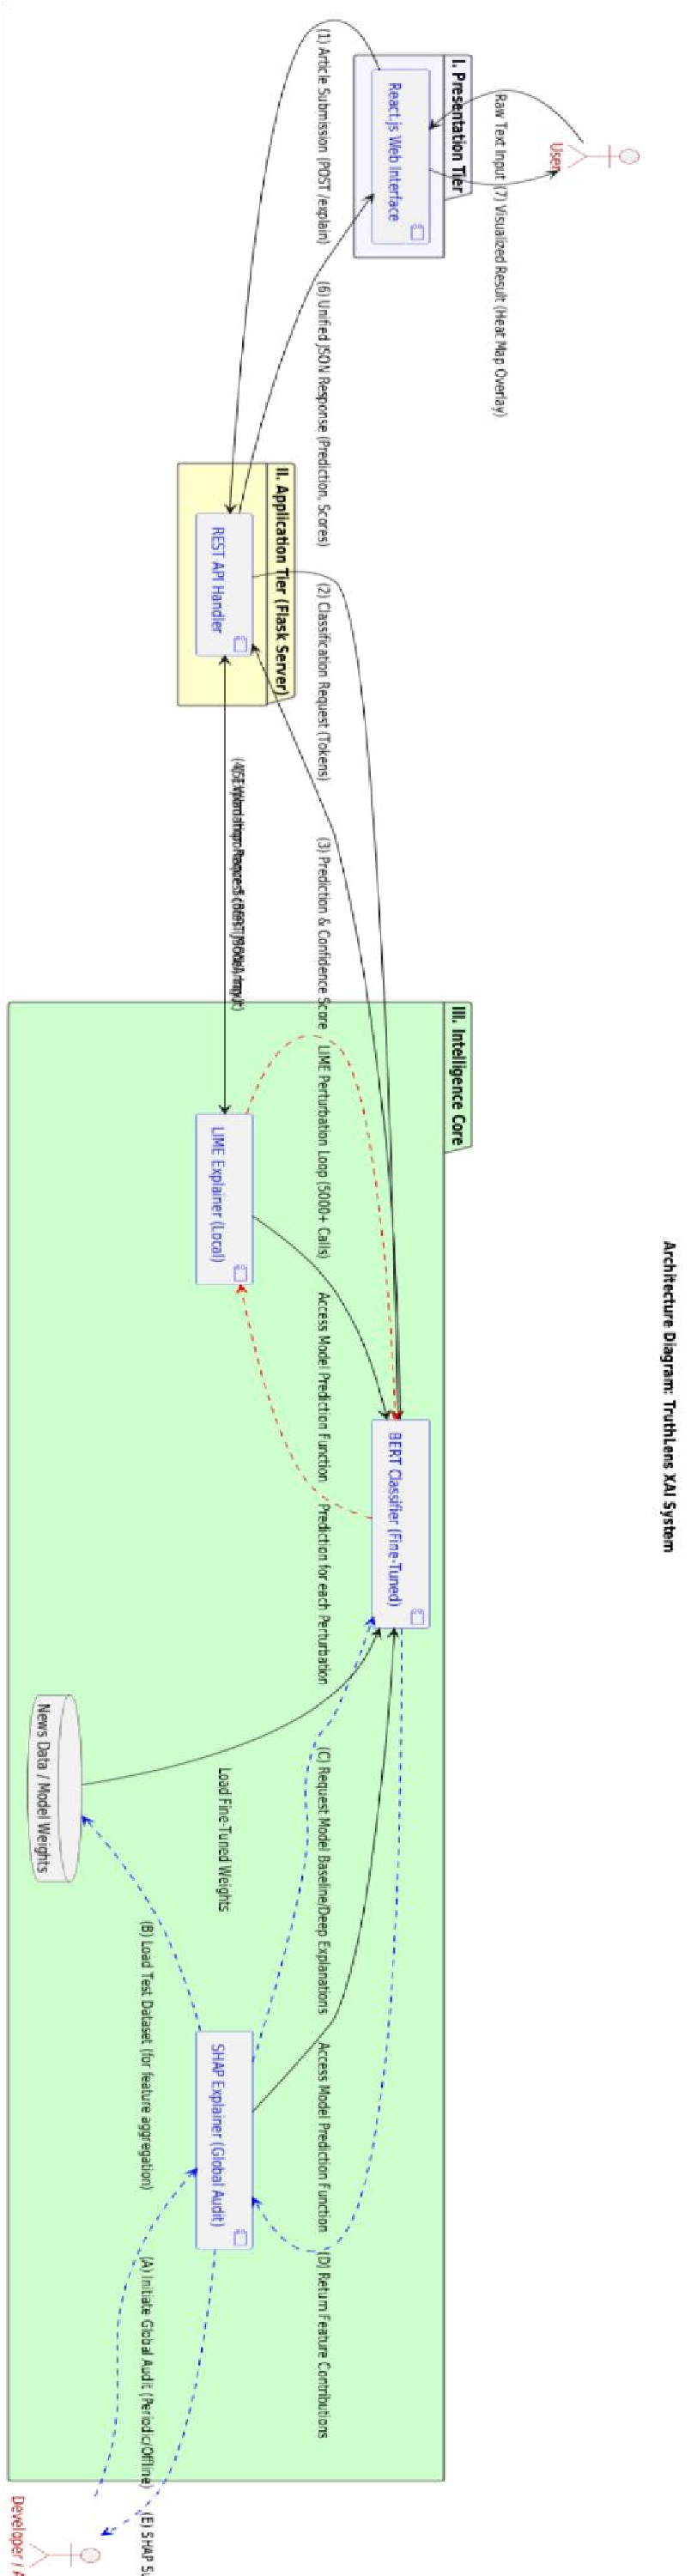 Architecture Diagram: TruthLens XAI System
User
Raw Text Input
(7) Visualized Result (Heat Map Overlay)
I. Presentation Tier
React.js Web Interface
(1) Article Submission (POST /explain)
(6) Unified JSON Response (Prediction, Scores)
II. Application Tier (Flask Server)
REST API Handler
(2) Classification Request (Tokens)
(3) Prediction & Confidence Score
III. Intelligence Core
LIME Explainer (Local)
LIME Perturbation Loop (5000+ Calls)
Access Model Prediction Function
Prediction for each Perturbation
BERT Classifier (Fine-Tuned)
News Data / Model Weights
Load Fine-Tuned Weights
(C) Request Model Baseline/Deep Explanations
Access Model Prediction Function
(D) Return Feature Contributions
(B) Load Test Dataset (for feature aggregation)
SHAP Explainer (Global Audit)
(A) Initiate Global Audit (Periodic/Offline)
(E) SHAP
Developer /